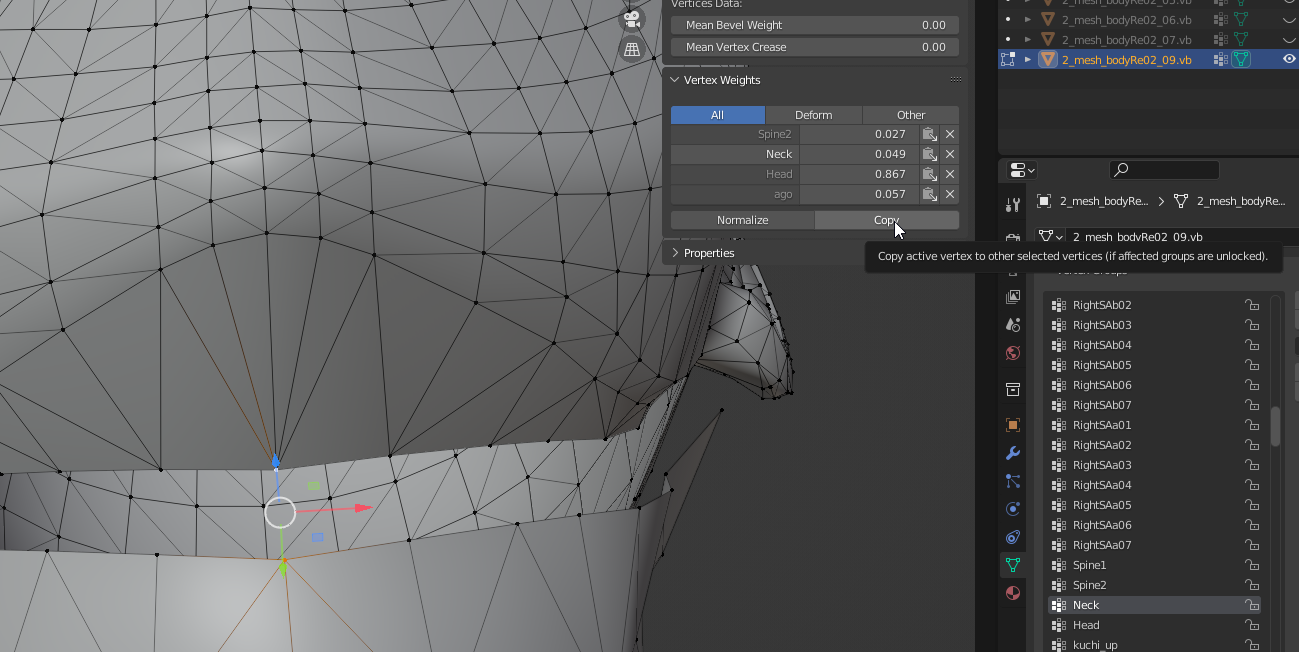 Vertices Data:
Mean Bevel Weight 0.00
Mean Vertex Crease 0.00
Vertex Weights
All Deform Other
Spine2 0.027
Neck 0.049
Head 0.867
ago 0.057
Normalize Copy
Properties
Copy active vertex to other selected vertices (if affected groups are unlocked).
2_mesh_bodyRe02_05.vb
2_mesh_bodyRe02_06.vb
2_mesh_bodyRe02_07.vb
2_mesh_bodyRe02_09.vb
2_mesh_bodyRe... 2_mesh_bodyRe...
2_mesh_bodyRe02_09.vb
Vertex Groups
RightSAb02
RightSAb03
RightSAb04
RightSAb05
RightSAb06
RightSAb07
RightSAa01
RightSAa02
RightSAa03
RightSAa04
RightSAa05
RightSAa06
RightSAa07
Spine1
Spine2
Neck
Head
kuchi_up